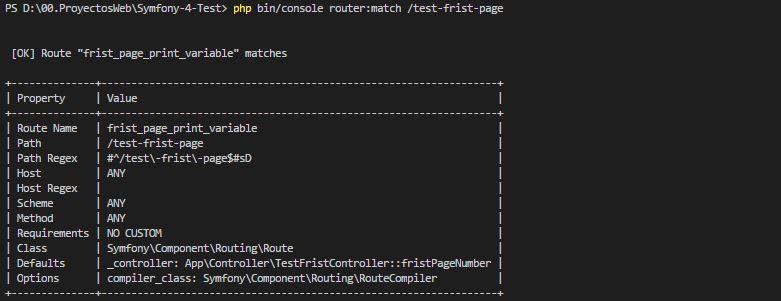 PS D:\00.ProyectosWeb\Symfony-4-Test> php bin/console router:match /test-frist-page
[OK] Route "frist_page_print_variable" matches
+--------------+---------------------------------------------------------+
| Property     | Value                                                   |
+--------------+---------------------------------------------------------+
| Route Name   | frist_page_print_variable                               |
| Path         | /test-frist-page                                        |
| Path Regex   | #^/test\-frist\-page$#sD                                |
| Host         | ANY                                                     |
| Host Regex   |                                                         |
| Scheme       | ANY                                                     |
| Method       | ANY                                                     |
| Requirements | NO CUSTOM                                               |
| Class        | Symfony\Component\Routing\Route                         |
| Defaults     | _controller: App\Controller\TestFristController::fristPageNumber |
| Options      | compiler_class: Symfony\Component\Routing\RouteCompiler |
+--------------+---------------------------------------------------------+